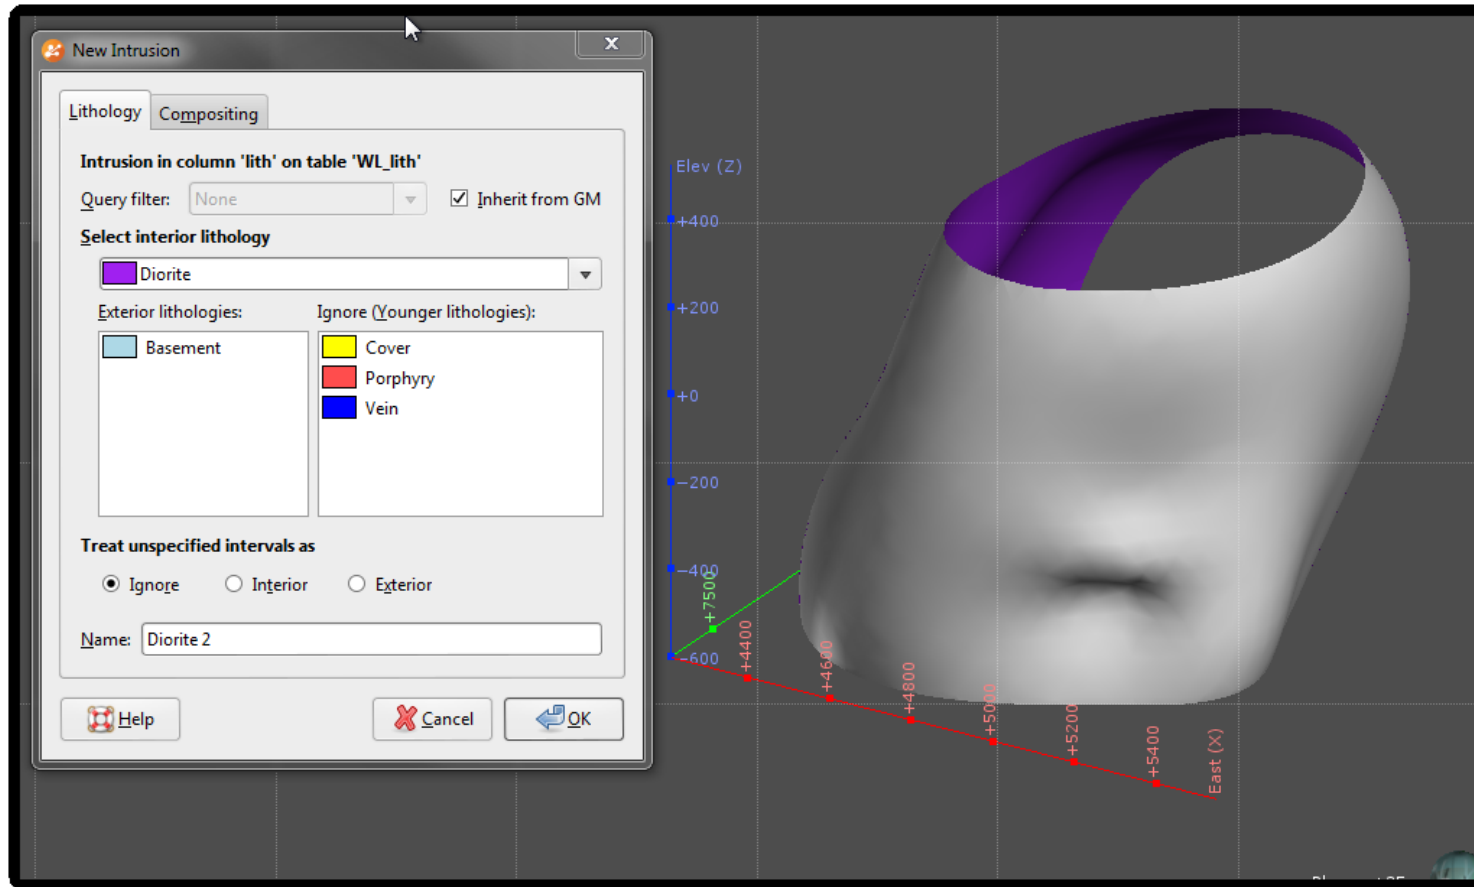 New Intrusion
Lithology Compositing
Intrusion in column 'lith' on table 'WL_lith'
Query filter: None Inherit from GM
Select interior lithology
Diorite
Exterior lithologies: Ignore (Younger lithologies):
Basement Cover
Porphyry
Vein
Treat unspecified intervals as
Ignore Interior Exterior
Name: Diorite 2
Help Cancel OK
Elev (Z)
+400
+200
+0
−200
−400
−600
+7500
+4400
+4600
+4800
+5000
+5200
+5400
East (X)